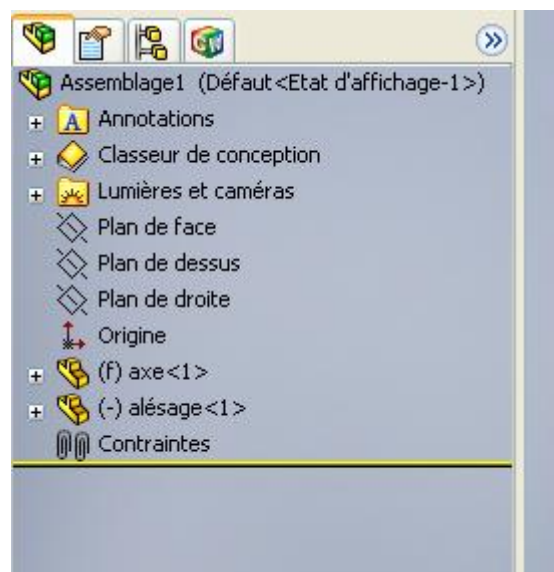 Assemblage1 (Défaut<Etat d'affichage-1>)
A Annotations
Classeur de conception
Lumières et caméras
Plan de face
Plan de dessus
Plan de droite
Origine
(f) axe<1>
(-) alésage<1>
Contraintes